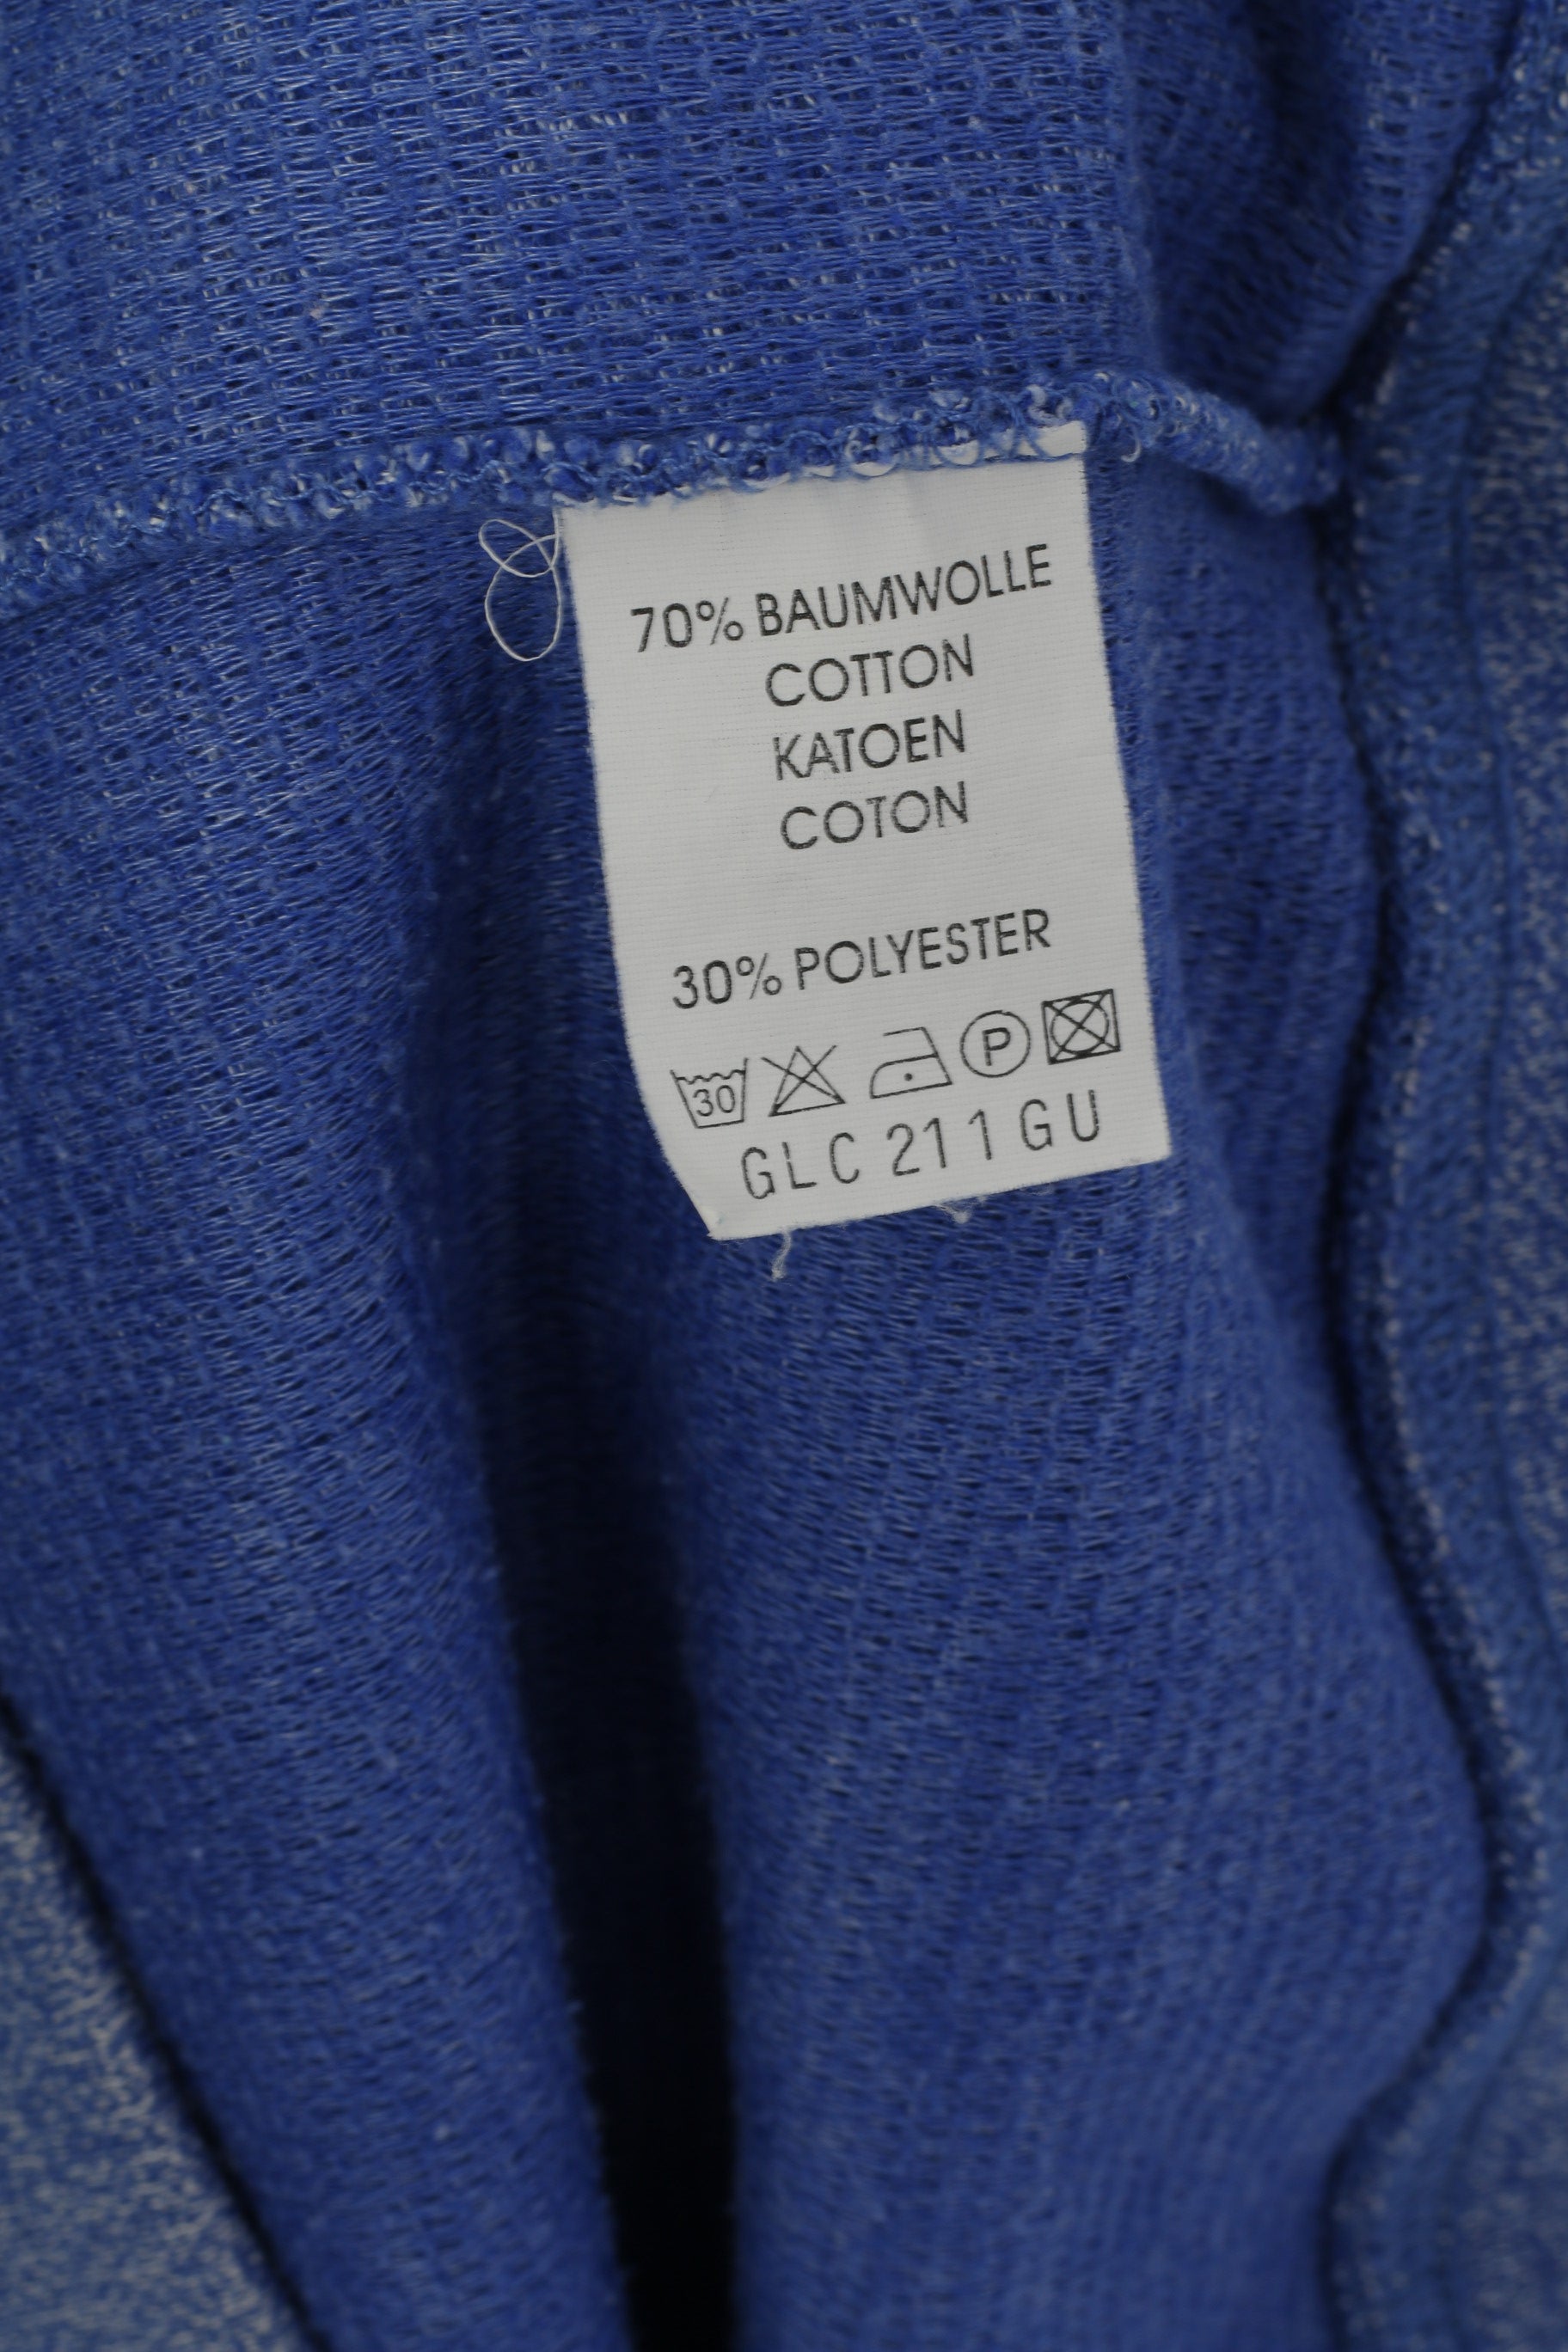 70% BAUMWOLLE
COTTON
KATOEN
COTON
30% POLYESTER
30 P
GLC 211 GU